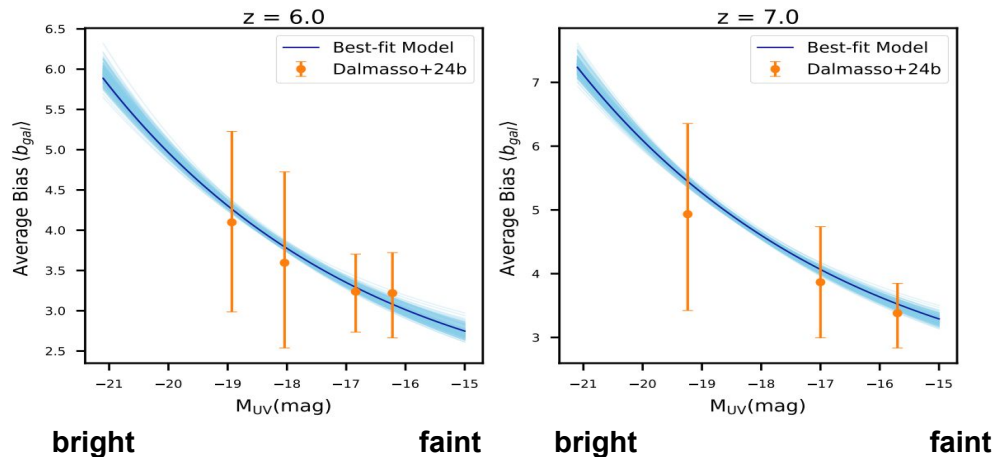 z = 6.0
6.5
6.0
5.5
5.0
4.5
4.0
3.5
3.0
2.5
Average Bias ⟨b_gal⟩
Best-fit Model
Dalmasso+24b
−21 −20 −19 −18 −17 −16 −15
M_UV(mag)
bright faint
z = 7.0
7
6
5
4
3
Average Bias ⟨b_gal⟩
Best-fit Model
Dalmasso+24b
−21 −20 −19 −18 −17 −16 −15
M_UV(mag)
bright faint